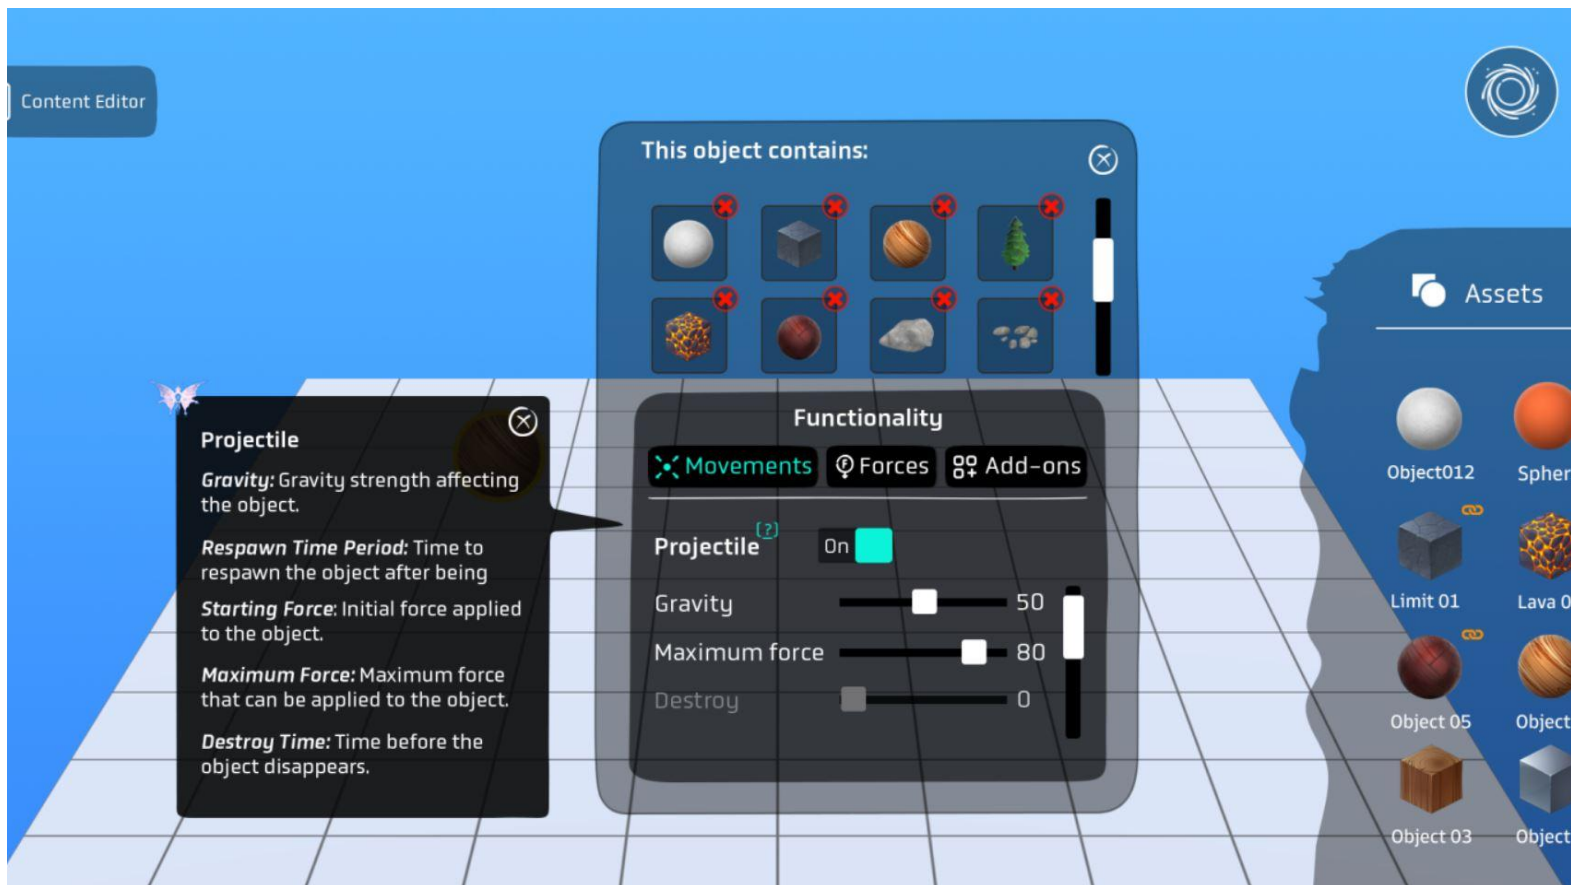 Content Editor
This object contains:
Functionality
Movements
Forces
Add-ons
Projectile [?]
On
Gravity 50
Maximum force 80
Destroy 0
Projectile
Gravity: Gravity strength affecting
the object.
Respawn Time Period: Time to
respawn the object after being
Starting Force: Initial force applied
to the object.
Maximum Force: Maximum force
that can be applied to the object.
Destroy Time: Time before the
object disappears.
Assets
Object012
Spher
Limit 01
Lava 0
Object 05
Object
Object 03
Object